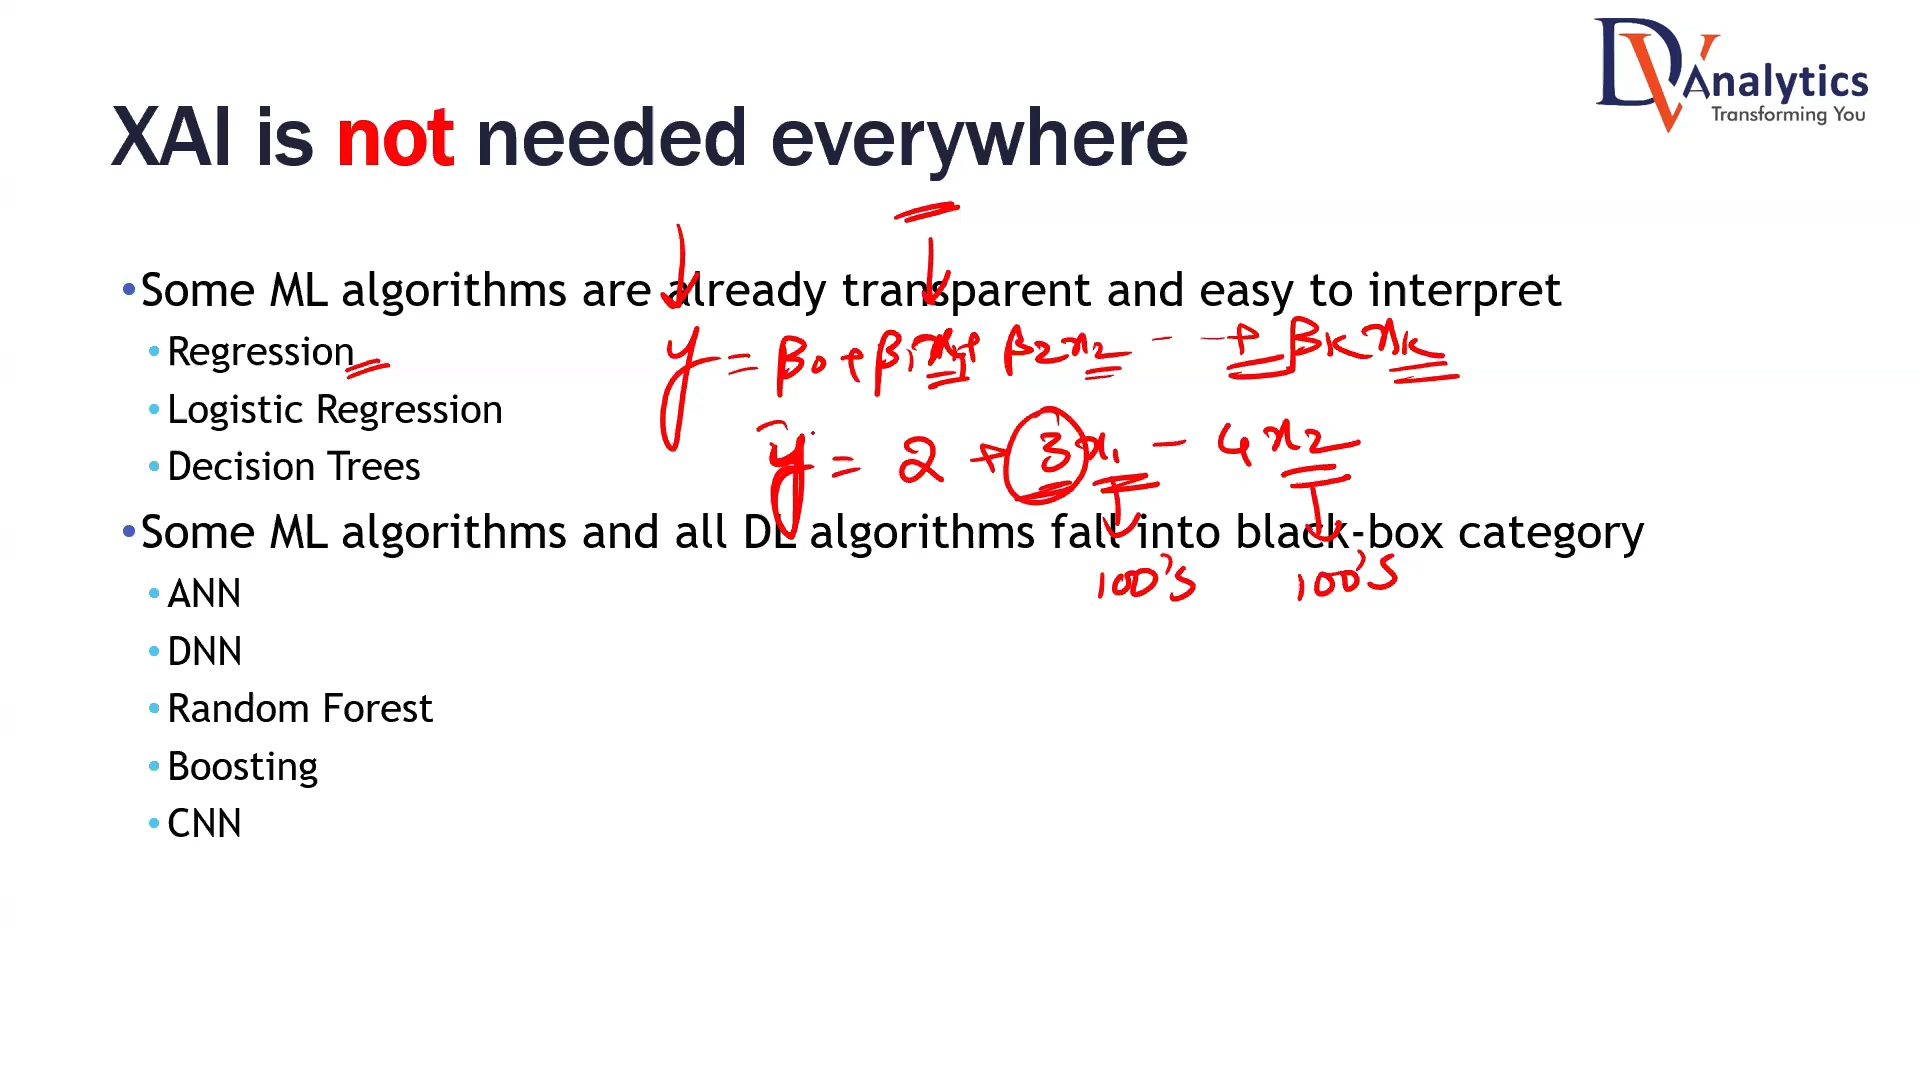 DV Analytics
Transforming You
XAI is not needed everywhere
•Some ML algorithms are already transparent and easy to interpret
•Regression
y = β0 + β1x1 + β2x2 - - - + βkxk
•Logistic Regression
y = 2 + 3x1 - 4x2
•Decision Trees
•Some ML algorithms and all DL algorithms fall into black-box category
100's 100's
•ANN
•DNN
•Random Forest
•Boosting
•CNN